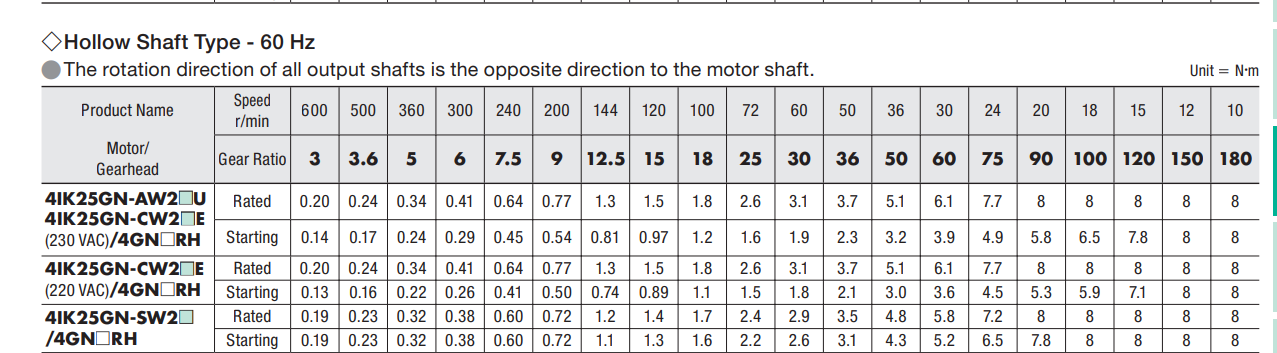 ◇Hollow Shaft Type - 60 Hz
●The rotation direction of all output shafts is the opposite direction to the motor shaft.
Unit = N·m
Product Name Speed r/min 600 500 360 300 240 200 144 120 100 72 60 50 36 30 24 20 18 15 12 10
Motor/ Gearhead Gear Ratio 3 3.6 5 6 7.5 9 12.5 15 18 25 30 36 50 60 75 90 100 120 150 180
4IK25GN-AW2□U
4IK25GN-CW2□E
(230 VAC)/4GN□RH
Rated 0.20 0.24 0.34 0.41 0.64 0.77 1.3 1.5 1.8 2.6 3.1 3.7 5.1 6.1 7.7 8 8 8 8 8
Starting 0.14 0.17 0.24 0.29 0.45 0.54 0.81 0.97 1.2 1.6 1.9 2.3 3.2 3.9 4.9 5.8 6.5 7.8 8 8
4IK25GN-CW2□E
(220 VAC)/4GN□RH
Rated 0.20 0.24 0.34 0.41 0.64 0.77 1.3 1.5 1.8 2.6 3.1 3.7 5.1 6.1 7.7 8 8 8 8 8
Starting 0.13 0.16 0.22 0.26 0.41 0.50 0.74 0.89 1.1 1.5 1.8 2.1 3.0 3.6 4.5 5.3 5.9 7.1 8 8
4IK25GN-SW2□
/4GN□RH
Rated 0.19 0.23 0.32 0.38 0.60 0.72 1.2 1.4 1.7 2.4 2.9 3.5 4.8 5.8 7.2 8 8 8 8 8
Starting 0.19 0.23 0.32 0.38 0.60 0.72 1.1 1.3 1.6 2.2 2.6 3.1 4.3 5.2 6.5 7.8 8 8 8 8